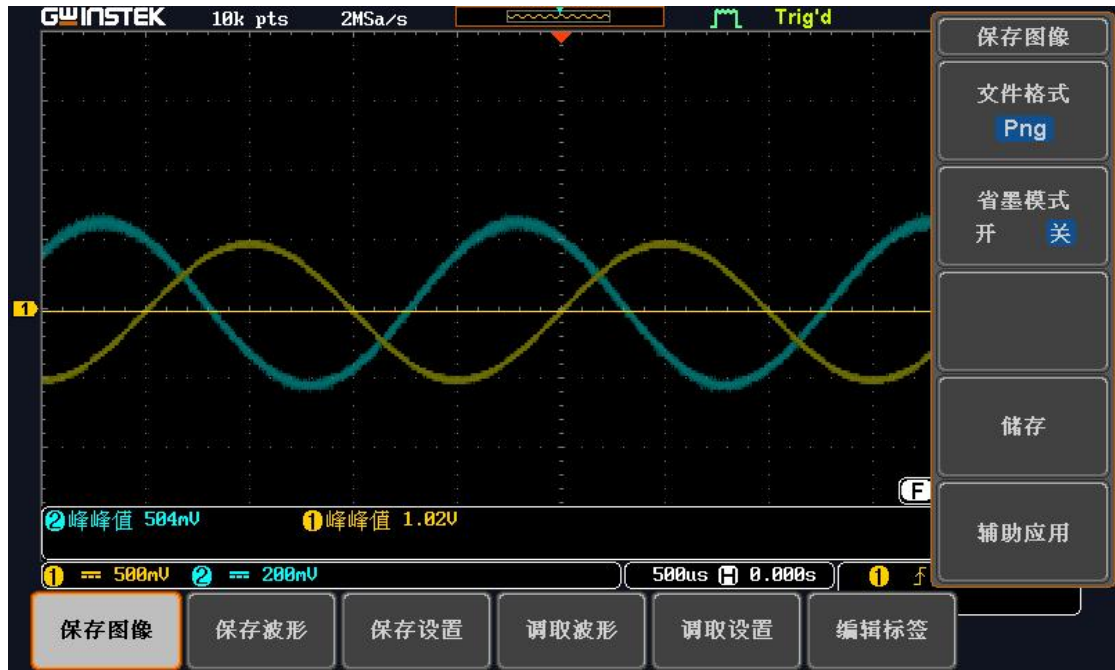 GWINSTEK 10k pts 2MSa/s Trig'd
保存图像
文件格式
Png
省墨模式
开 关
1
储存
F
2 峰峰值 504mV 1 峰峰值 1.02V
辅助应用
1 500mV 2 200mV 500us H 0.000s 1
保存图像 保存波形 保存设置 调取波形 调取设置 编辑标签